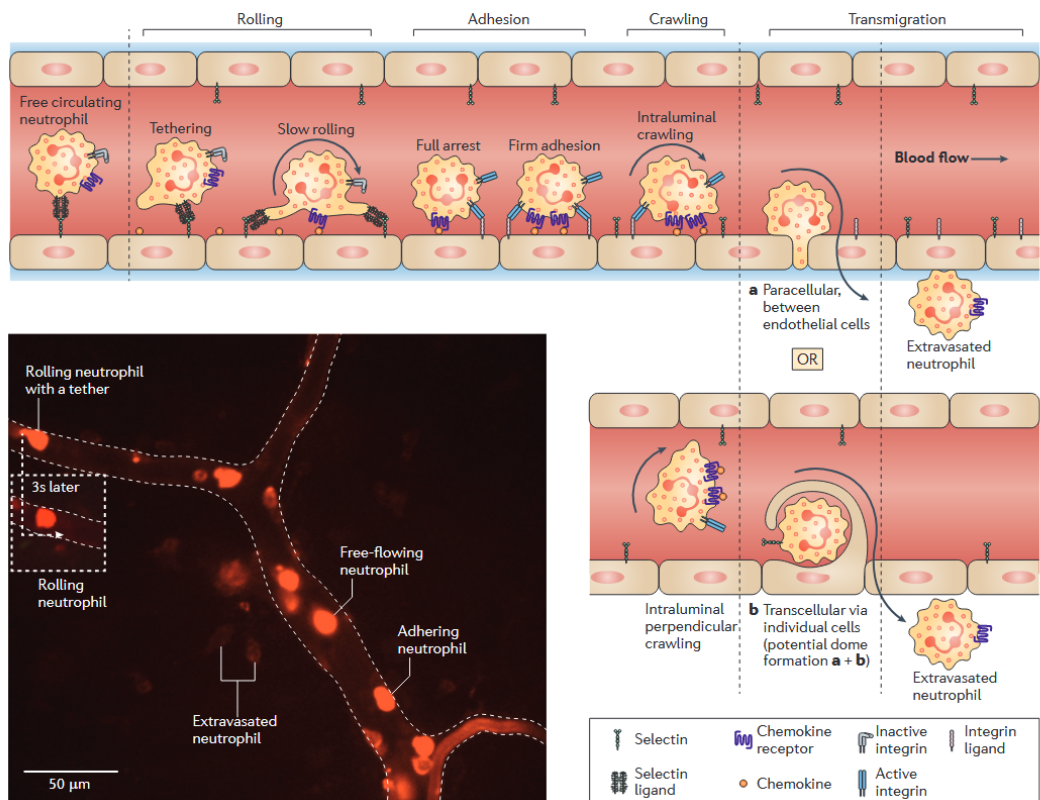 Rolling
Adhesion
Crawling
Transmigration
Free circulating
neutrophil
Tethering
Slow rolling
Full arrest
Firm adhesion
Intraluminal
crawling
Blood flow
a Paracellular,
between
endothelial cells
OR
Extravasated
neutrophil
Rolling neutrophil
with a tether
3s later
Rolling
neutrophil
Free-flowing
neutrophil
Adhering
neutrophil
Extravasated
neutrophil
50 μm
Intraluminal
perpendicular
crawling
b Transcellular via
individual cells
(potential dome
formation a + b)
Extravasated
neutrophil
Selectin
Chemokine
receptor
Inactive
integrin
Integrin
ligand
Selectin
ligand
Chemokine
Active
integrin